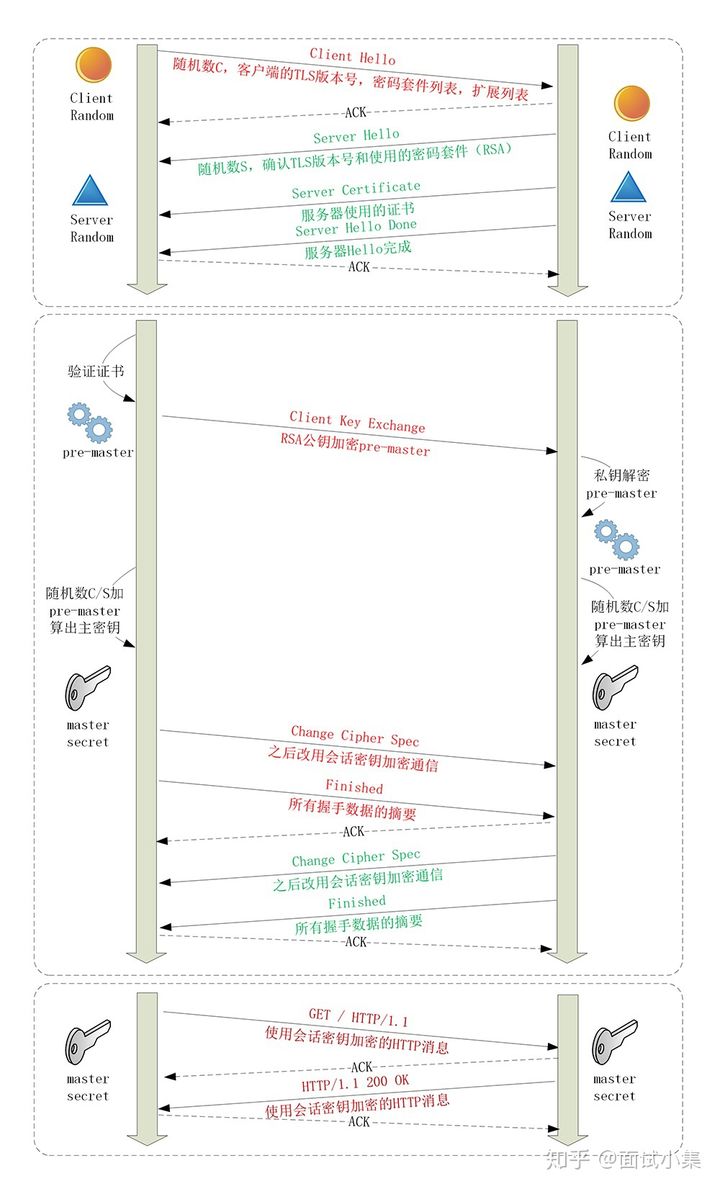 Client Hello
随机数C，客户端的TLS版本号，密码套件列表，扩展列表
Client
Random
ACK
Client
Random
Server Hello
随机数S，确认TLS版本号和使用的密码套件（RSA）
Server Certificate
服务器使用的证书
Server
Random
Server
Random
Server Hello Done
服务器Hello完成
ACK
验证证书
pre-master
Client Key Exchange
RSA公钥加密pre-master
私钥解密
pre-master
pre-master
随机数C/S加
pre-master
算出主密钥
随机数C/S加
pre-master
算出主密钥
master
secret
master
secret
Change Cipher Spec
之后改用会话密钥加密通信
Finished
所有握手数据的摘要
ACK
Change Cipher Spec
之后改用会话密钥加密通信
Finished
所有握手数据的摘要
ACK
GET / HTTP/1.1
使用会话密钥加密的HTTP消息
ACK
master
secret
master
secret
HTTP/1.1 200 OK
使用会话密钥加密的HTTP消息
ACK
知乎 @面试小集